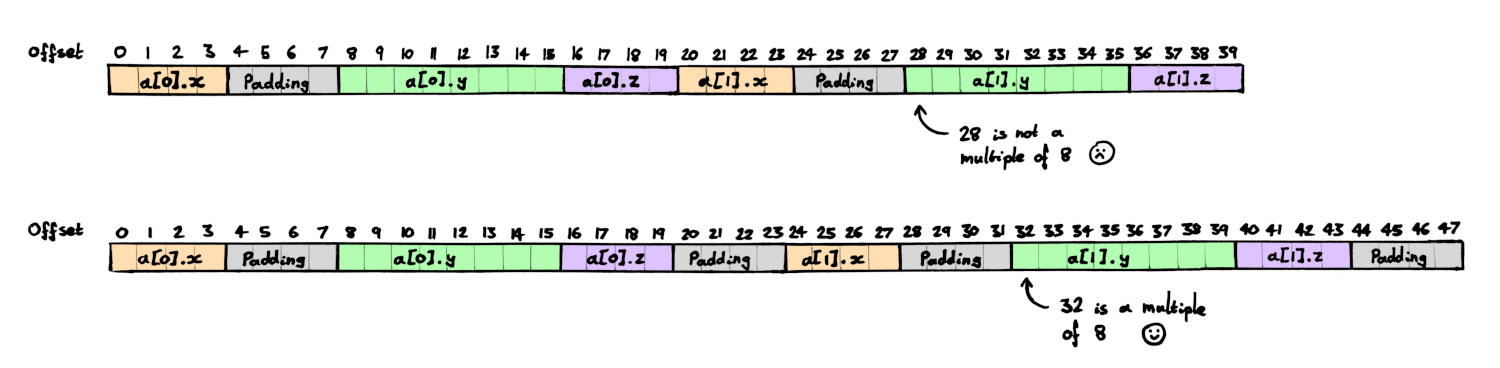 Offset 0 1 2 3 4 5 6 7 8 9 10 11 12 13 14 15 16 17 18 19 20 21 22 23 24 25 26 27 28 29 30 31 32 33 34 35 36 37 38 39
a[0].x Padding a[0].y a[0].z a[1].x Padding a[1].y a[1].z
28 is not a
multiple of 8
Offset 0 1 2 3 4 5 6 7 8 9 10 11 12 13 14 15 16 17 18 19 20 21 22 23 24 25 26 27 28 29 30 31 32 33 34 35 36 37 38 39 40 41 42 43 44 45 46 47
a[0].x Padding a[0].y a[0].z Padding a[1].x Padding a[1].y a[1].z Padding
32 is a multiple
of 8